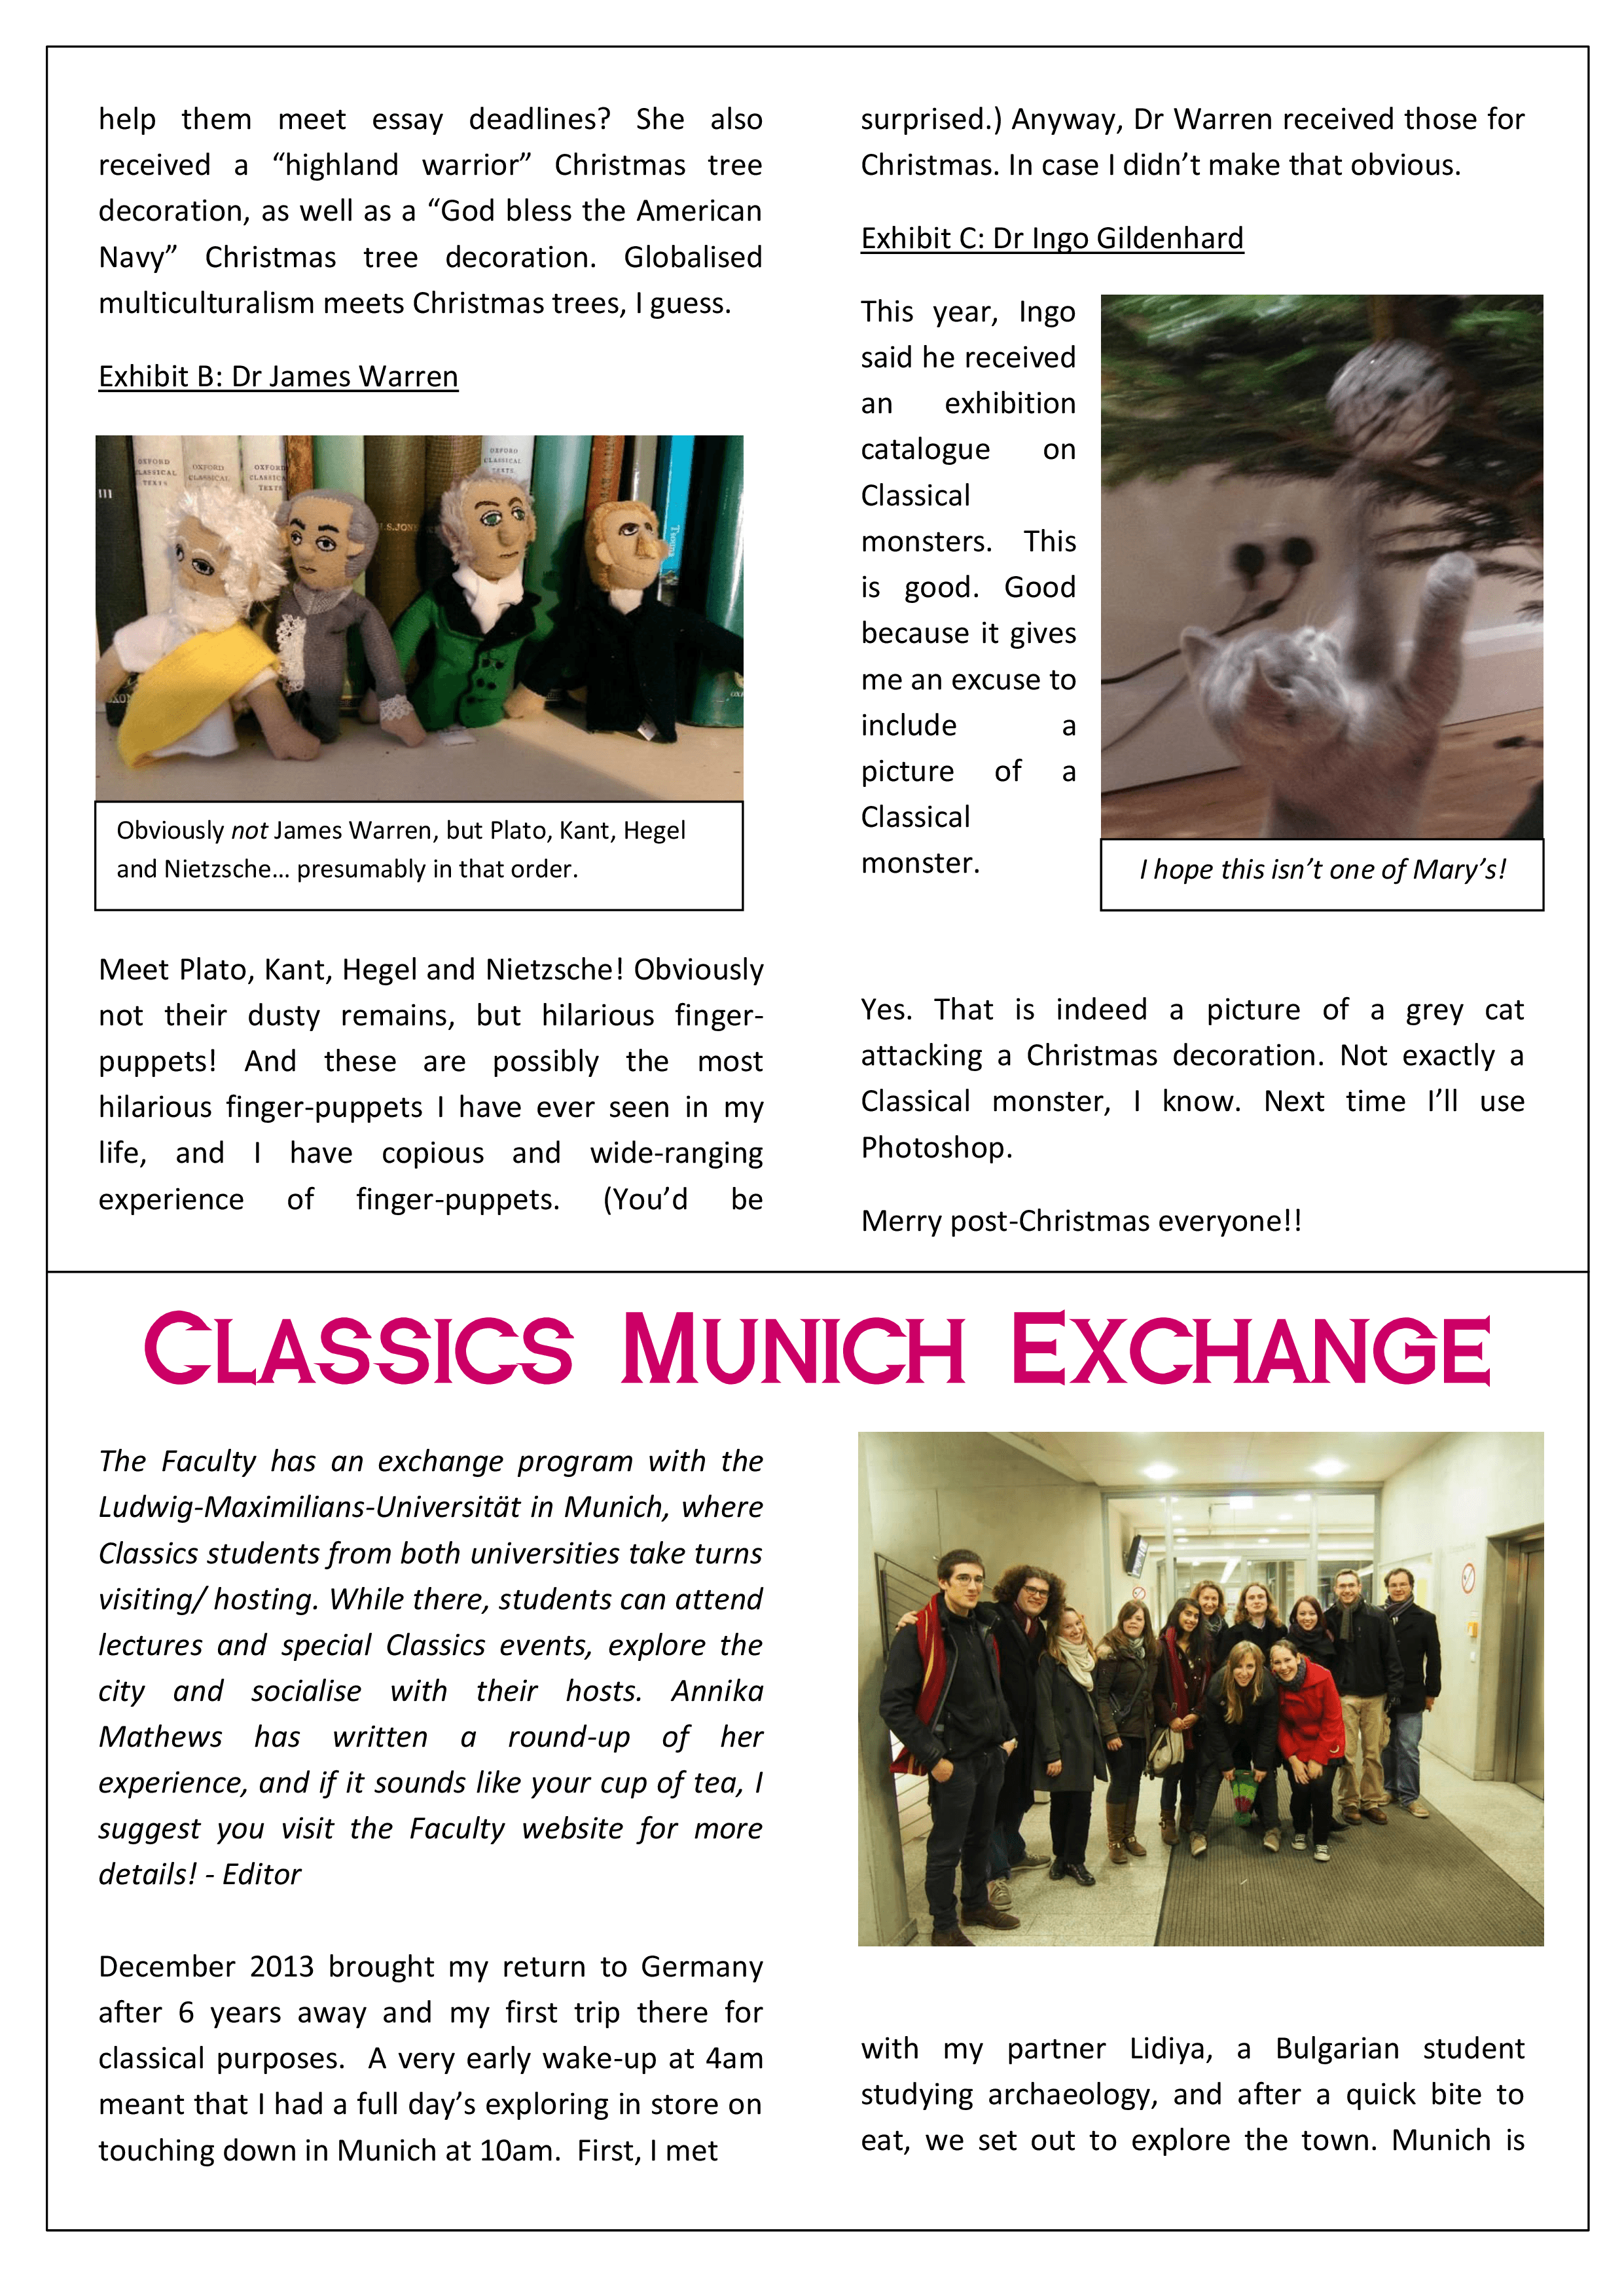 help them meet essay deadlines? She also
received a “highland warrior” Christmas tree
decoration, as well as a “God bless the American
Navy” Christmas tree decoration. Globalised
multiculturalism meets Christmas trees, I guess.
Exhibit B: Dr James Warren
OXFORD
CLASSICAL
TEXTS
OXFORD
CLASSICAL
OXFORD
CLASSICAL
TEXTS
OXFORD
CLASSICAL
TEXTS
III
H.S.JONES
Obviously not James Warren, but Plato, Kant, Hegel
and Nietzsche… presumably in that order.
Meet Plato, Kant, Hegel and Nietzsche! Obviously
not their dusty remains, but hilarious finger-
puppets! And these are possibly the most
hilarious finger-puppets I have ever seen in my
life, and I have copious and wide-ranging
experience of finger-puppets. (You’d be
surprised.) Anyway, Dr Warren received those for
Christmas. In case I didn’t make that obvious.
Exhibit C: Dr Ingo Gildenhard
This year, Ingo
said he received
an exhibition
catalogue on
Classical
monsters. This
is good. Good
because it gives
me an excuse to
include a
picture of a
Classical
monster.
I hope this isn’t one of Mary’s!
Yes. That is indeed a picture of a grey cat
attacking a Christmas decoration. Not exactly a
Classical monster, I know. Next time I’ll use
Photoshop.
Merry post-Christmas everyone!!
Classics Munich Exchange
The Faculty has an exchange program with the
Ludwig-Maximilians-Universität in Munich, where
Classics students from both universities take turns
visiting/ hosting. While there, students can attend
lectures and special Classics events, explore the
city and socialise with their hosts. Annika
Mathews has written a round-up of her
experience, and if it sounds like your cup of tea, I
suggest you visit the Faculty website for more
details! - Editor
December 2013 brought my return to Germany
after 6 years away and my first trip there for
classical purposes.  A very early wake-up at 4am
meant that I had a full day’s exploring in store on
touching down in Munich at 10am.  First, I met
with my partner Lidiya, a Bulgarian student
studying archaeology, and after a quick bite to
eat, we set out to explore the town. Munich is